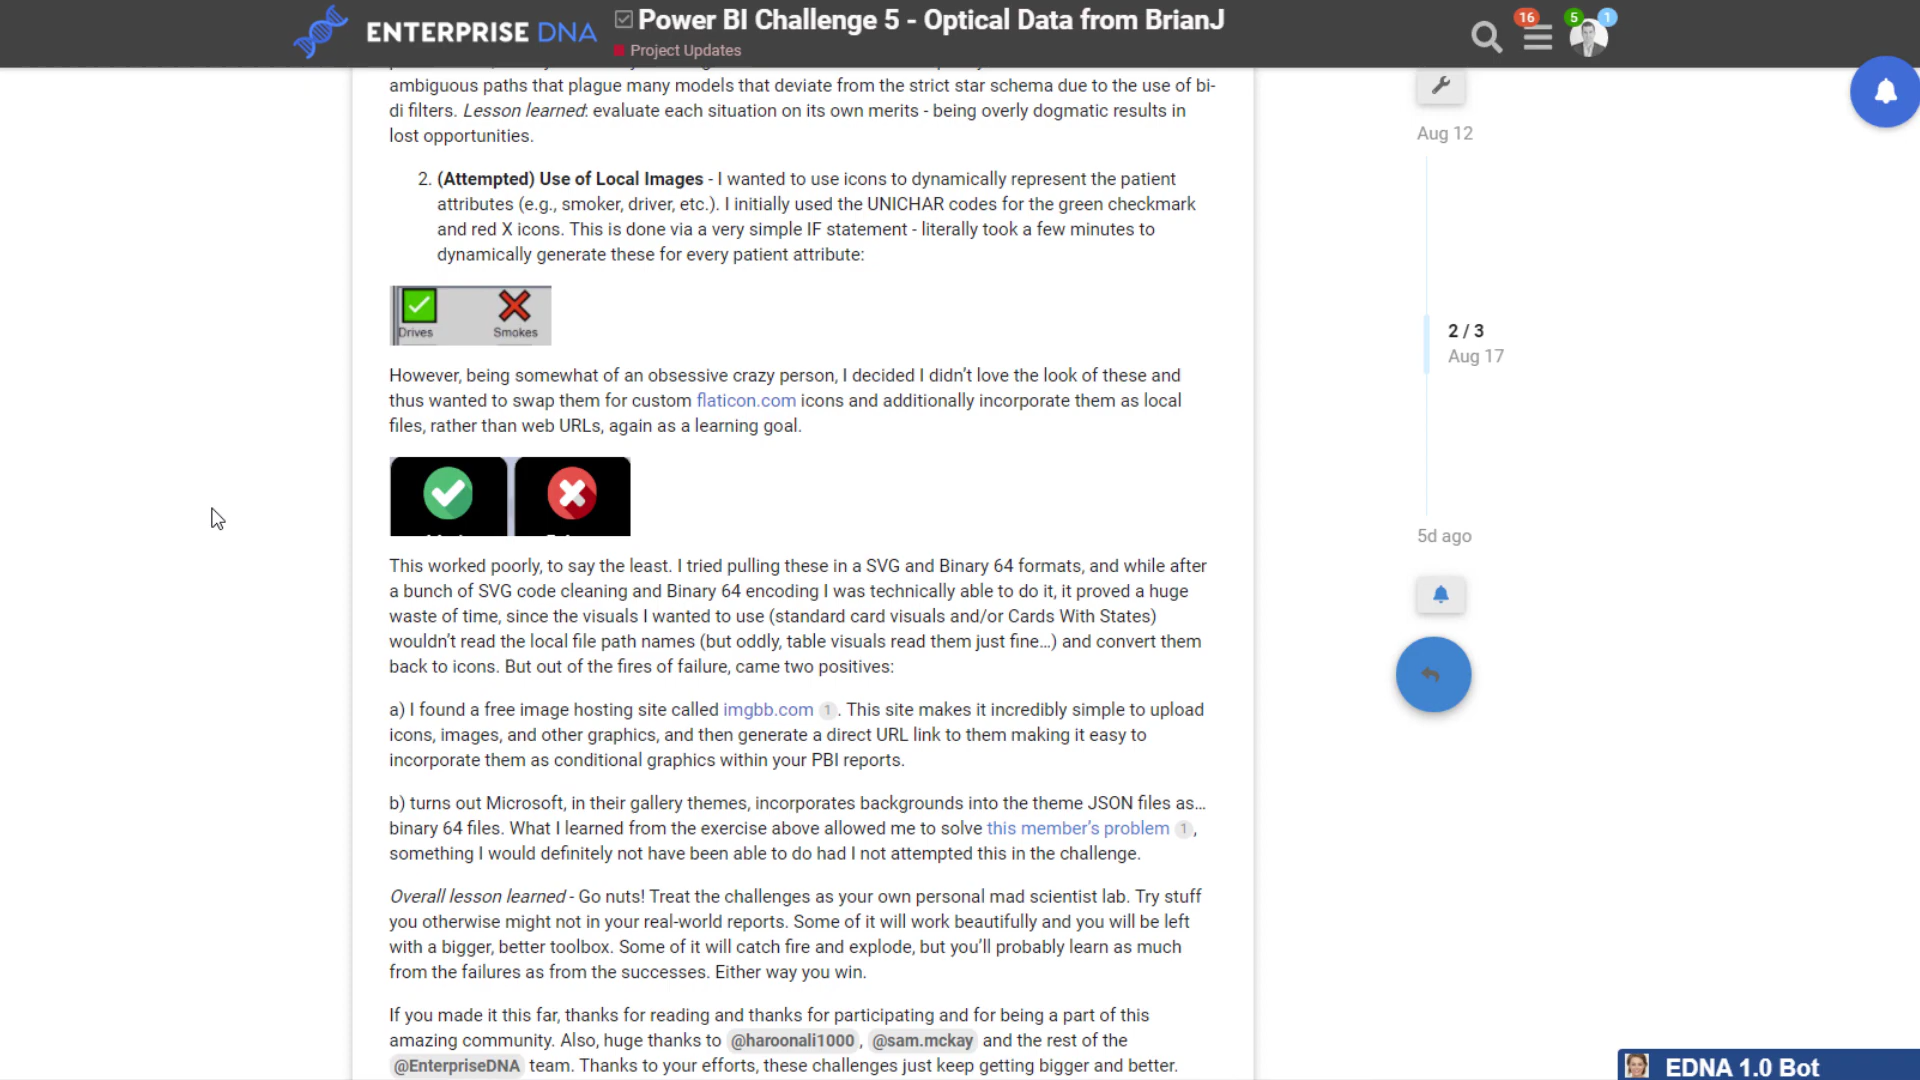 ENTERPRISE DNA
Power BI Challenge 5 - Optical Data from BrianJ
Project Updates
16
5
1
ambiguous paths that plague many models that deviate from the strict star schema due to the use of bi-
di filters. Lesson learned: evaluate each situation on its own merits - being overly dogmatic results in
lost opportunities.
2. (Attempted) Use of Local Images - I wanted to use icons to dynamically represent the patient
attributes (e.g., smoker, driver, etc.). I initially used the UNICHAR codes for the green checkmark
and red X icons. This is done via a very simple IF statement - literally took a few minutes to
dynamically generate these for every patient attribute:
Drives Smokes
However, being somewhat of an obsessive crazy person, I decided I didn’t love the look of these and
thus wanted to swap them for custom flaticon.com icons and additionally incorporate them as local
files, rather than web URLs, again as a learning goal.
This worked poorly, to say the least. I tried pulling these in a SVG and Binary 64 formats, and while after
a bunch of SVG code cleaning and Binary 64 encoding I was technically able to do it, it proved a huge
waste of time, since the visuals I wanted to use (standard card visuals and/or Cards With States)
wouldn’t read the local file path names (but oddly, table visuals read them just fine…) and convert them
back to icons. But out of the fires of failure, came two positives:
a) I found a free image hosting site called imgbb.com 1. This site makes it incredibly simple to upload
icons, images, and other graphics, and then generate a direct URL link to them making it easy to
incorporate them as conditional graphics within your PBI reports.
b) turns out Microsoft, in their gallery themes, incorporates backgrounds into the theme JSON files as…
binary 64 files. What I learned from the exercise above allowed me to solve this member’s problem 1,
something I would definitely not have been able to do had I not attempted this in the challenge.
Overall lesson learned - Go nuts! Treat the challenges as your own personal mad scientist lab. Try stuff
you otherwise might not in your real-world reports. Some of it will work beautifully and you will be left
with a bigger, better toolbox. Some of it will catch fire and explode, but you’ll probably learn as much
from the failures as from the successes. Either way you win.
If you made it this far, thanks for reading and thanks for participating and for being a part of this
amazing community. Also, huge thanks to @haroonali1000, @sam.mckay and the rest of the
@EnterpriseDNA team. Thanks to your efforts, these challenges just keep getting bigger and better.
Aug 12
2 / 3
Aug 17
5d ago
EDNA 1.0 Bot